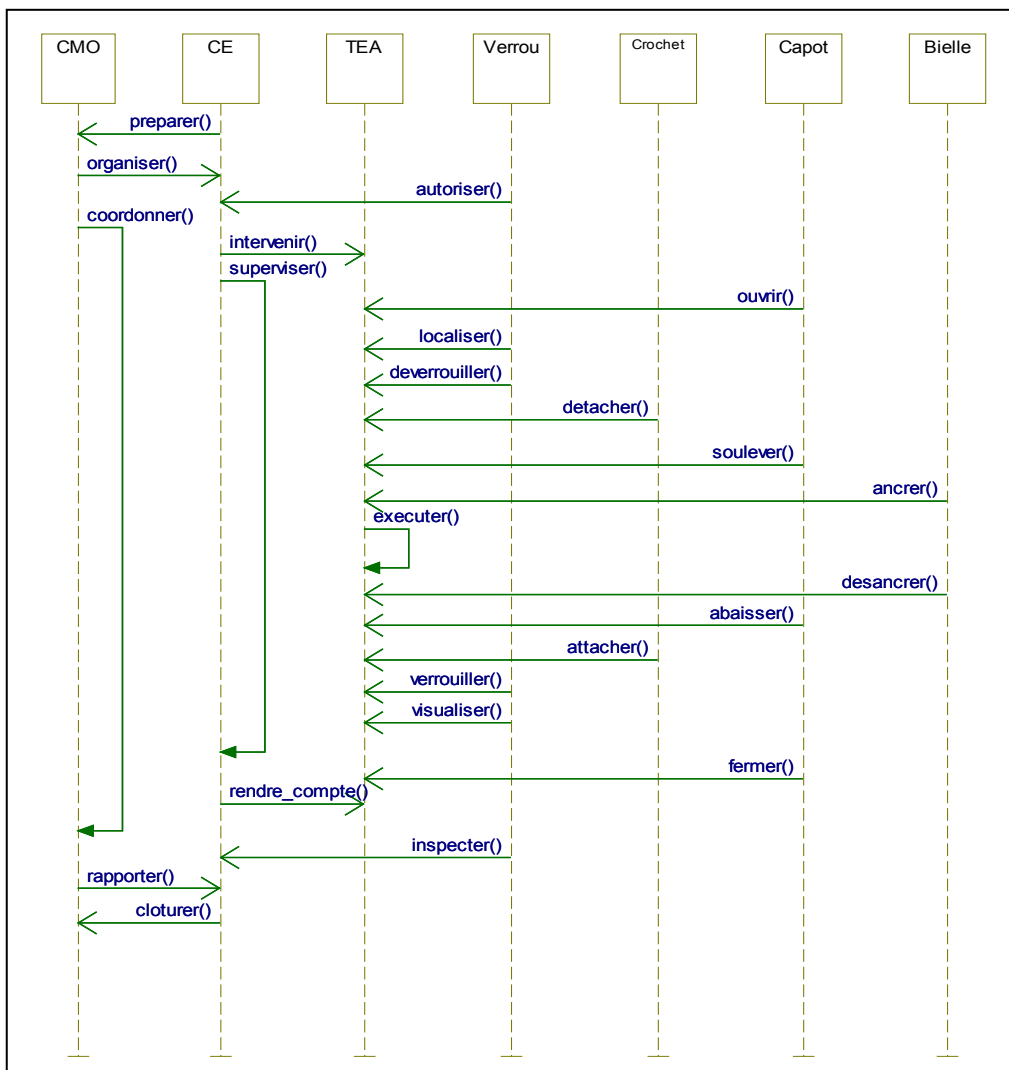 CMO CE TEA Verrou Crochet Capot Bielle
preparer()
organiser()
autoriser()
coordonner()
intervenir()
superviser()
ouvrir()
localiser()
deverrouiller()
detacher()
soulever()
ancrer()
executer()
desancrer()
abaisser()
attacher()
verrouiller()
visualiser()
fermer()
rendre_compte()
inspecter()
rapporter()
cloturer()